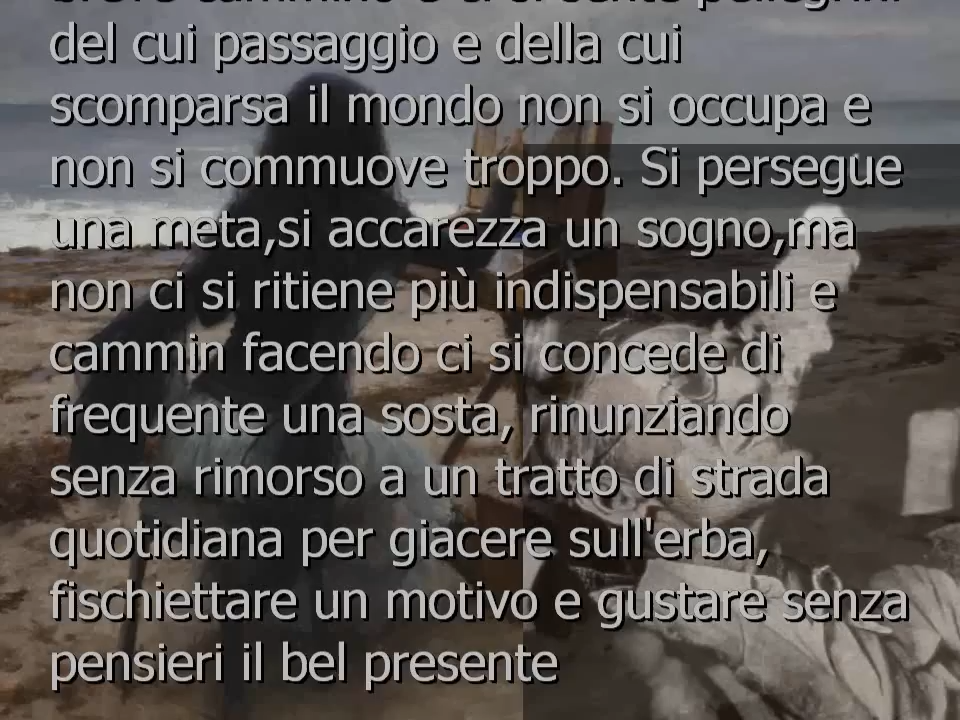 del cui passaggio e della cui
scomparsa il mondo non si occupa e
non si commuove troppo. Si persegue
una meta,si accarezza un sogno,ma
non ci si ritiene più indispensabili e
cammin facendo ci si concede di
frequente una sosta, rinunziando
senza rimorso a un tratto di strada
quotidiana per giacere sull'erba,
fischiettare un motivo e gustare senza
pensieri il bel presente